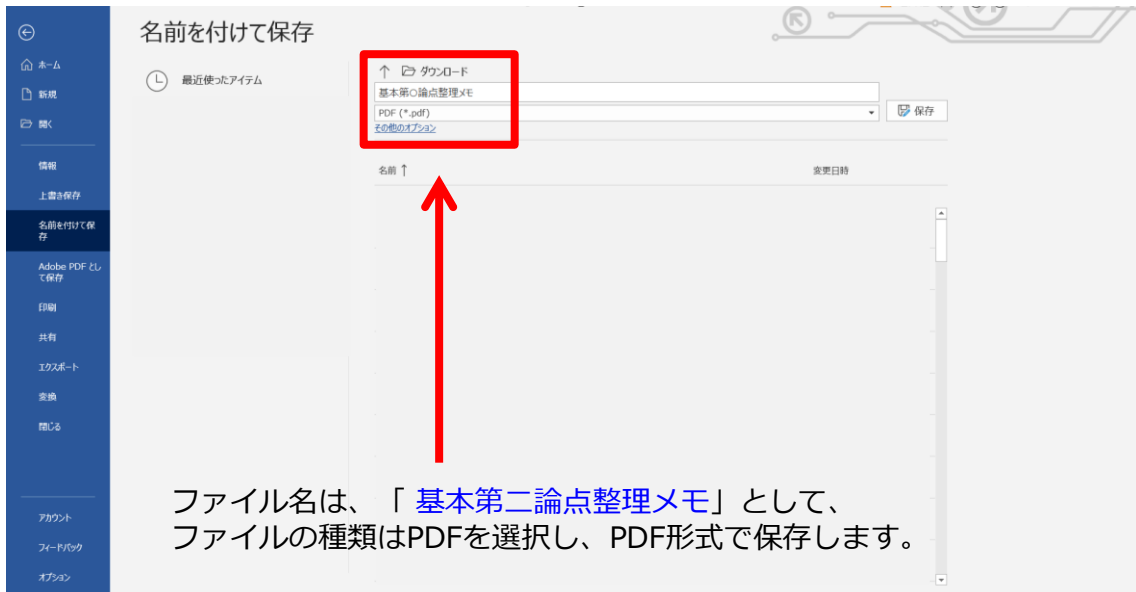 名前を付けて保存
ホーム
新規
開く
情報
上書き保存
名前を付けて保
存
Adobe PDF とし
て保存
印刷
共有
エクスポート
変換
閉じる
アカウント
フィードバック
オプション
最近使ったアイテム
↑ ダウンロード
基本第○論点整理メモ
PDF (*.pdf)
保存
その他のオプション
名前 ↑
変更日時
ファイル名は、「 基本第二論点整理メモ」として、
ファイルの種類はPDFを選択し、PDF形式で保存します。